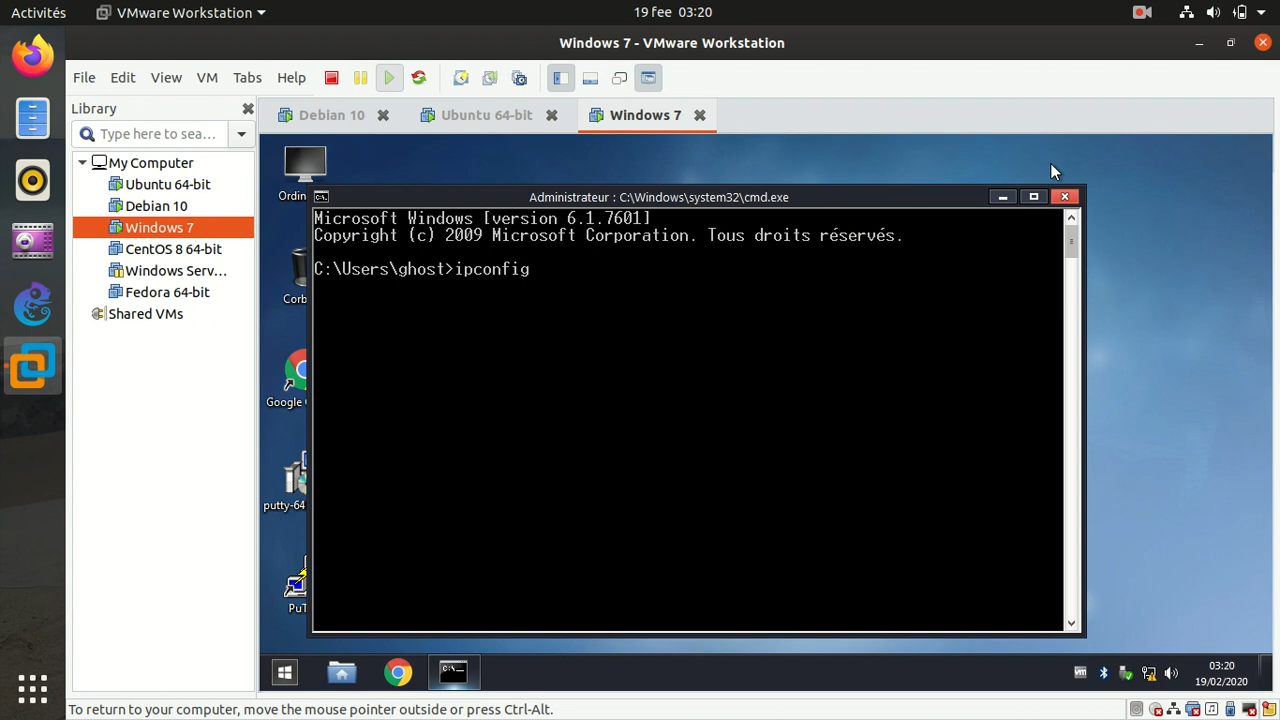 Activités
VMware Workstation
19 fee 03:20
Windows 7 - VMware Workstation
File Edit View VM Tabs Help
Library
Type here to sea...
My Computer
Ubuntu 64-bit
Debian 10
Windows 7
CentOS 8 64-bit
Windows Serv...
Fedora 64-bit
Shared VMs
Debian 10
Ubuntu 64-bit
Windows 7
Ordin
Corb
Google
putty-64
PuT
Administrateur : C:\Windows\system32\cmd.exe
Microsoft Windows [version 6.1.7601]
Copyright (c) 2009 Microsoft Corporation. Tous droits réservés.
C:\Users\ghost>ipconfig
vm
03:20
19/02/2020
To return to your computer, move the mouse pointer outside or press Ctrl-Alt.